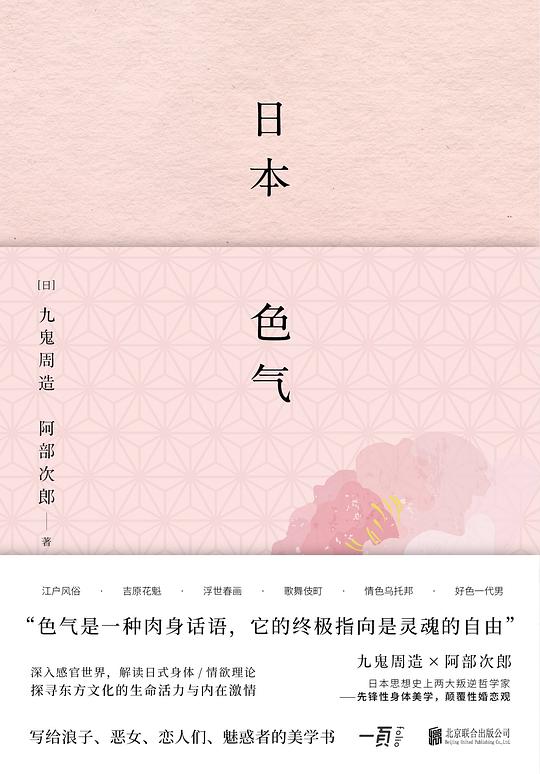 日本
色气
[日]
九鬼周造 阿部次郎——著
江户风俗 · 吉原花魁 · 浮世春画 · 歌舞伎町 · 情色乌托邦 · 好色一代男
“色气是一种肉身话语，它的终极指向是灵魂的自由”
九鬼周造 × 阿部次郎
深入感官世界，解读日式身体 / 情欲理论
日本思想史上两大叛逆哲学家
探寻东方文化的生命活力与内在激情
——先锋性身体美学，颠覆性婚恋观
写给浪子、恶女、恋人们、魅惑者的美学书
一頁 folio
北京联合出版公司
Beijing United Publishing Co.,Ltd.